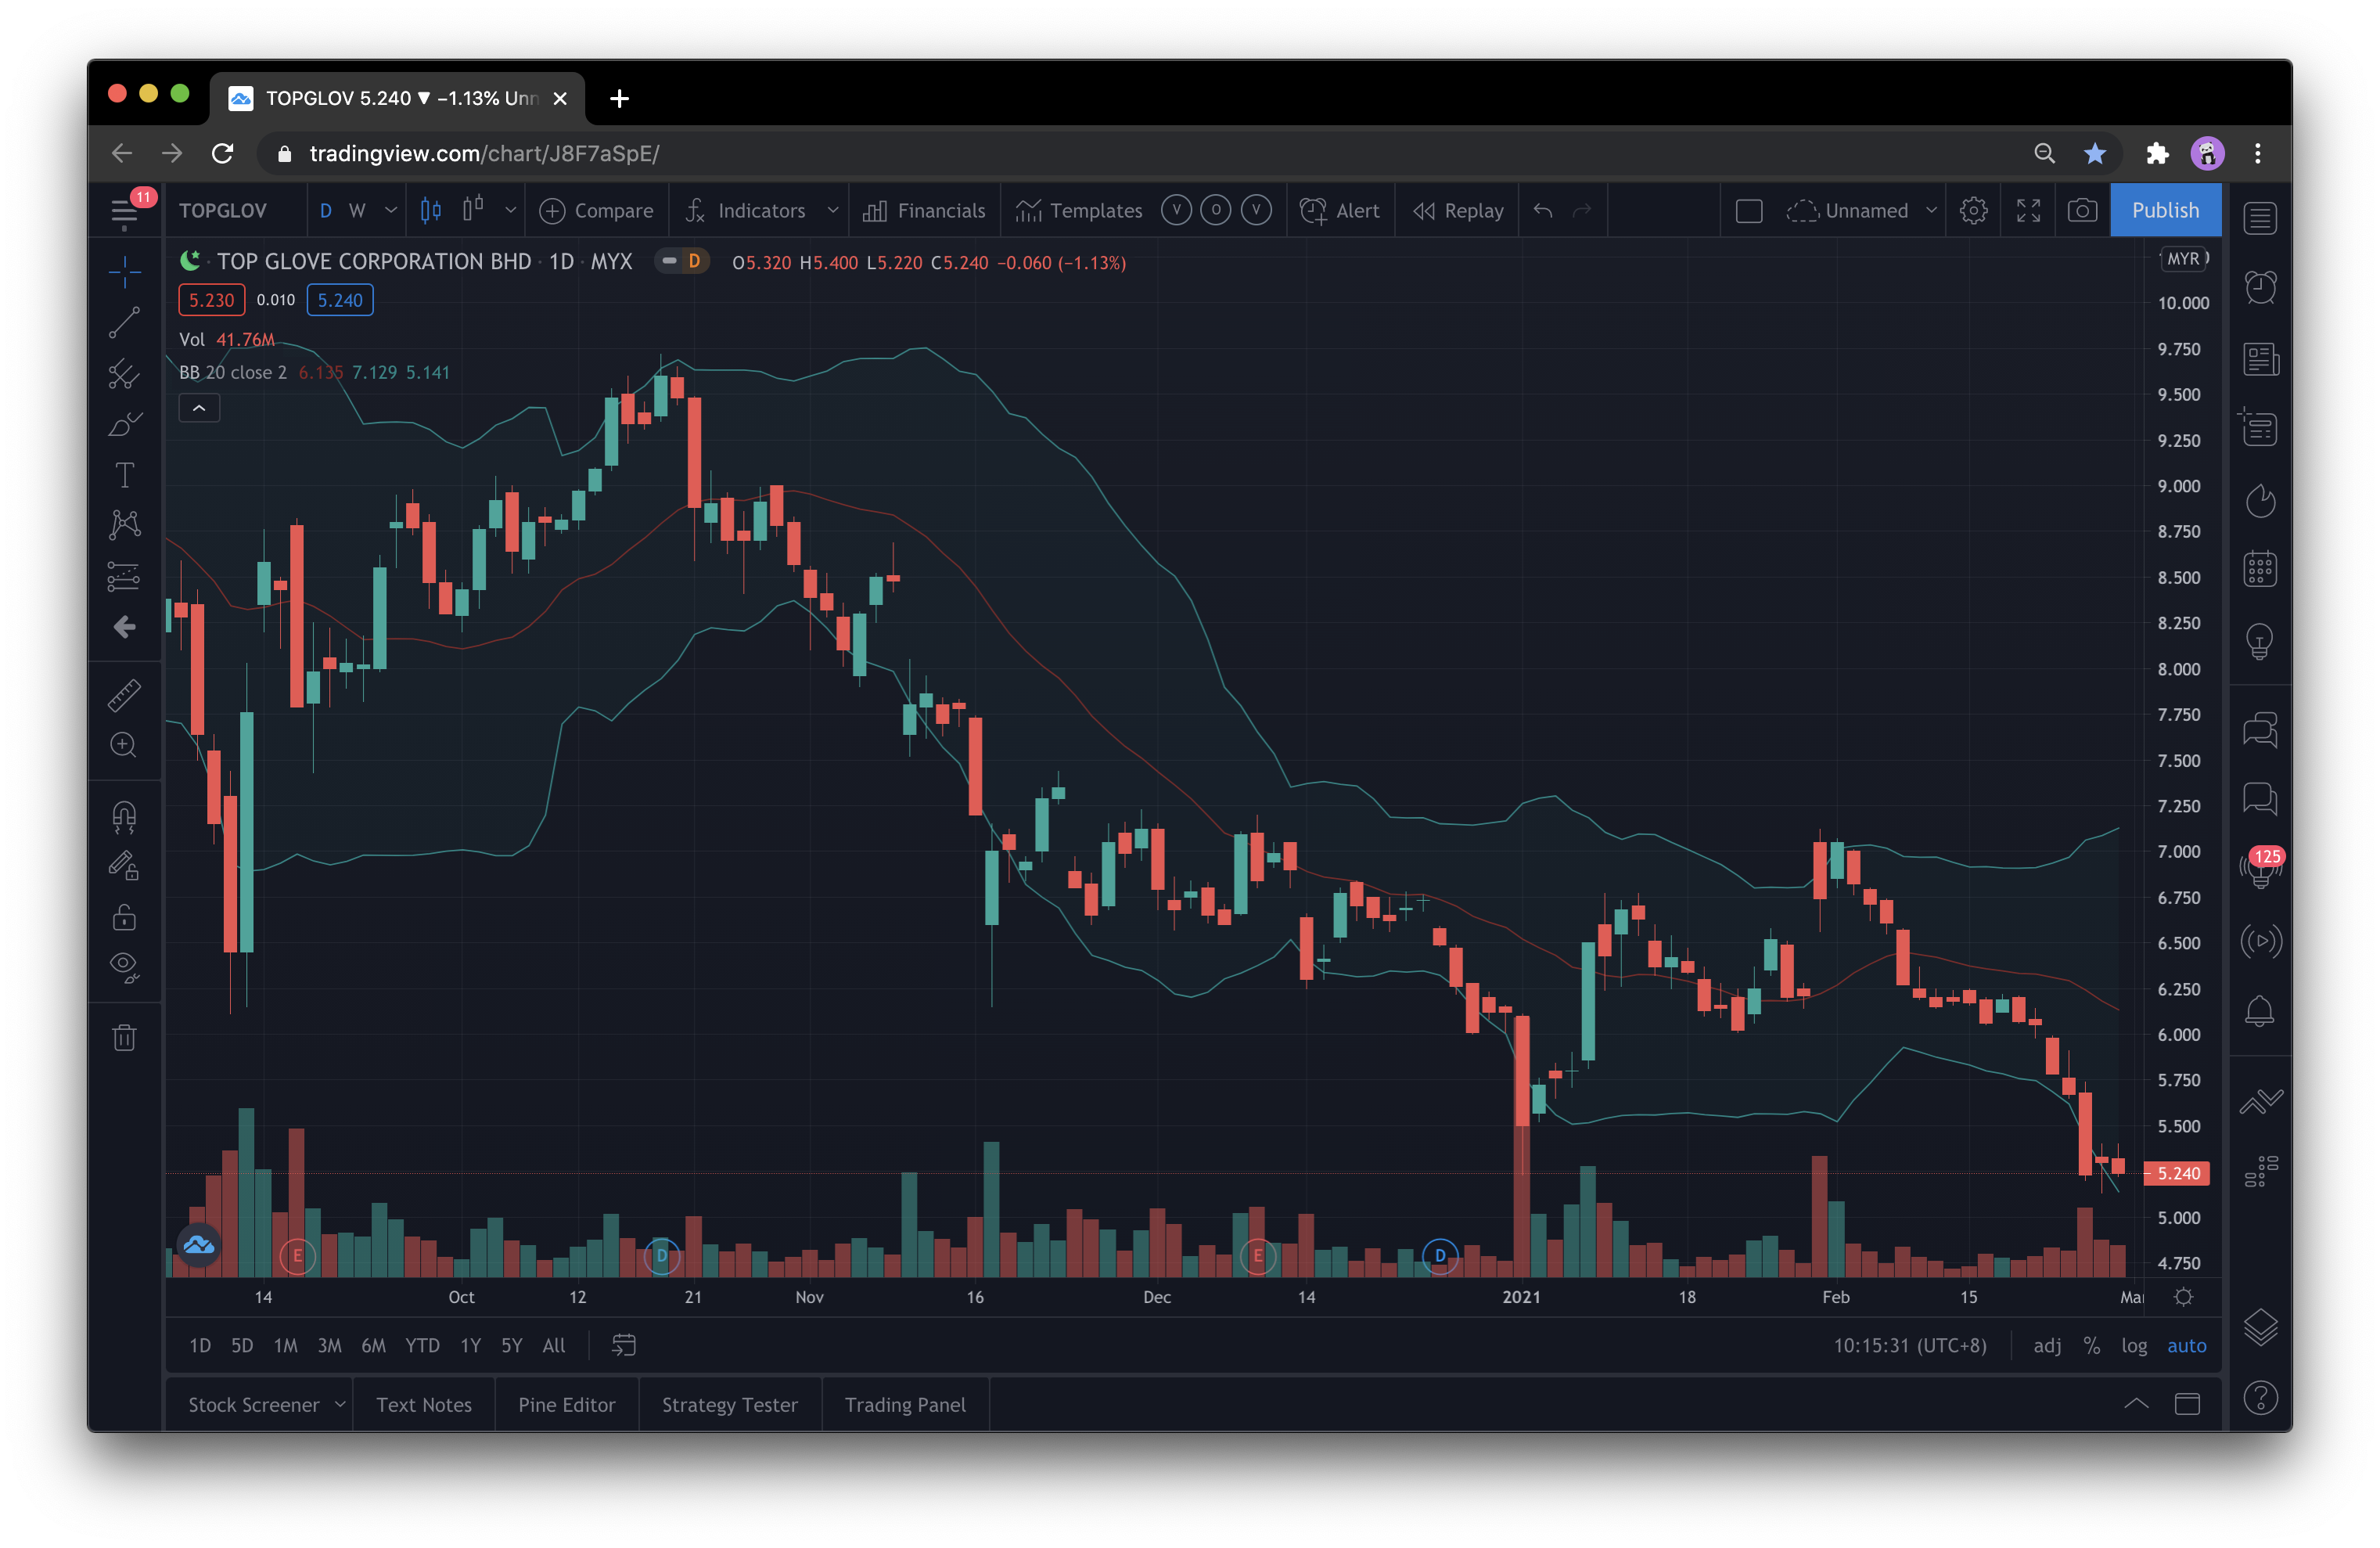 TOPGLOV 5.240 ▼ −1.13% Unn
tradingview.com/chart/J8F7aSpE/
11
TOPGLOV D W Compare Indicators Financials Templates V O V Alert Replay Unnamed Publish
TOP GLOVE CORPORATION BHD · 1D · MYX D O5.320 H5.400 L5.220 C5.240 −0.060 (−1.13%)
MYR
5.230 0.010 5.240
Vol 41.76M
BB 20 close 2 6.135 7.129 5.141
10.000
9.750
9.500
9.250
9.000
8.750
8.500
8.250
8.000
7.750
7.500
7.250
7.000
6.750
6.500
6.250
6.000
5.750
5.500
5.240
5.000
4.750
125
E D E D
14 Oct 12 21 Nov 16 Dec 14 2021 18 Feb 15 Mar
1D 5D 1M 3M 6M YTD 1Y 5Y All 10:15:31 (UTC+8) adj % log auto
Stock Screener Text Notes Pine Editor Strategy Tester Trading Panel